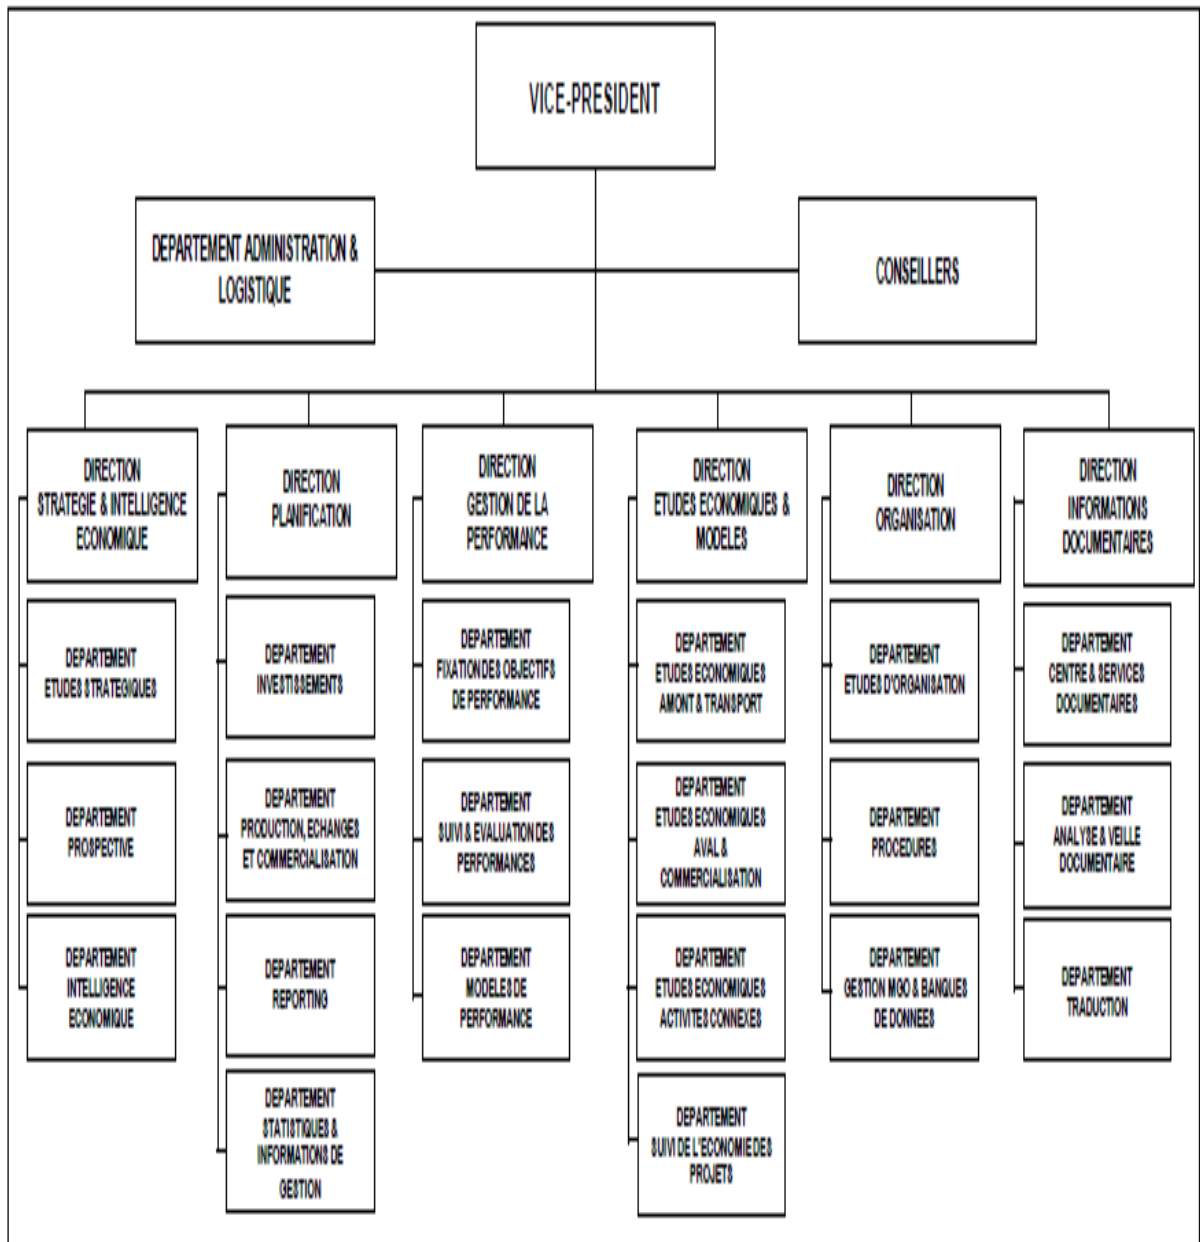 VICE-PRESIDENT
DEPARTEMENT ADMINISTRATION &
LOGISTIQUE
CONSEILLERS
DIRECTION
STRATEGIE & INTELLIGENCE
ECONOMIQUE
DEPARTEMENT
ETUDES STRATEGIQUES
DEPARTEMENT
PROSPECTIVE
DEPARTEMENT
INTELLIGENCE
ECONOMIQUE
DIRECTION
PLANIFICATION
DEPARTEMENT
INVESTISSEMENTS
DEPARTEMENT
PRODUCTION, ECHANGES
ET COMMERCIALISATION
DEPARTEMENT
REPORTING
DEPARTEMENT
STATISTIQUES &
INFORMATIONS DE
GESTION
DIRECTION
GESTION DE LA
PERFORMANCE
DEPARTEMENT
FIXATION DES OBJECTIFS
DE PERFORMANCE
DEPARTEMENT
SUIVI & EVALUATION DES
PERFORMANCES
DEPARTEMENT
MODELES DE
PERFORMANCE
DIRECTION
ETUDES ECONOMIQUES &
MODELES
DEPARTEMENT
ETUDES ECONOMIQUES
AMONT & TRANSPORT
DEPARTEMENT
ETUDES ECONOMIQUES
AVAL &
COMMERCIALISATION
DEPARTEMENT
ETUDES ECONOMIQUES
ACTIVITES CONNEXES
DEPARTEMENT
SUIVI DE L'ECONOMIE DES
PROJETS
DIRECTION
ORGANISATION
DEPARTEMENT
ETUDES D'ORGANISATION
DEPARTEMENT
PROCEDURES
DEPARTEMENT
GESTION MGO & BANQUES
DE DONNEES
DIRECTION
INFORMATIONS
DOCUMENTAIRES
DEPARTEMENT
CENTRE & SERVICES
DOCUMENTAIRES
DEPARTEMENT
ANALYSE & VEILLE
DOCUMENTAIRE
DEPARTEMENT
TRADUCTION